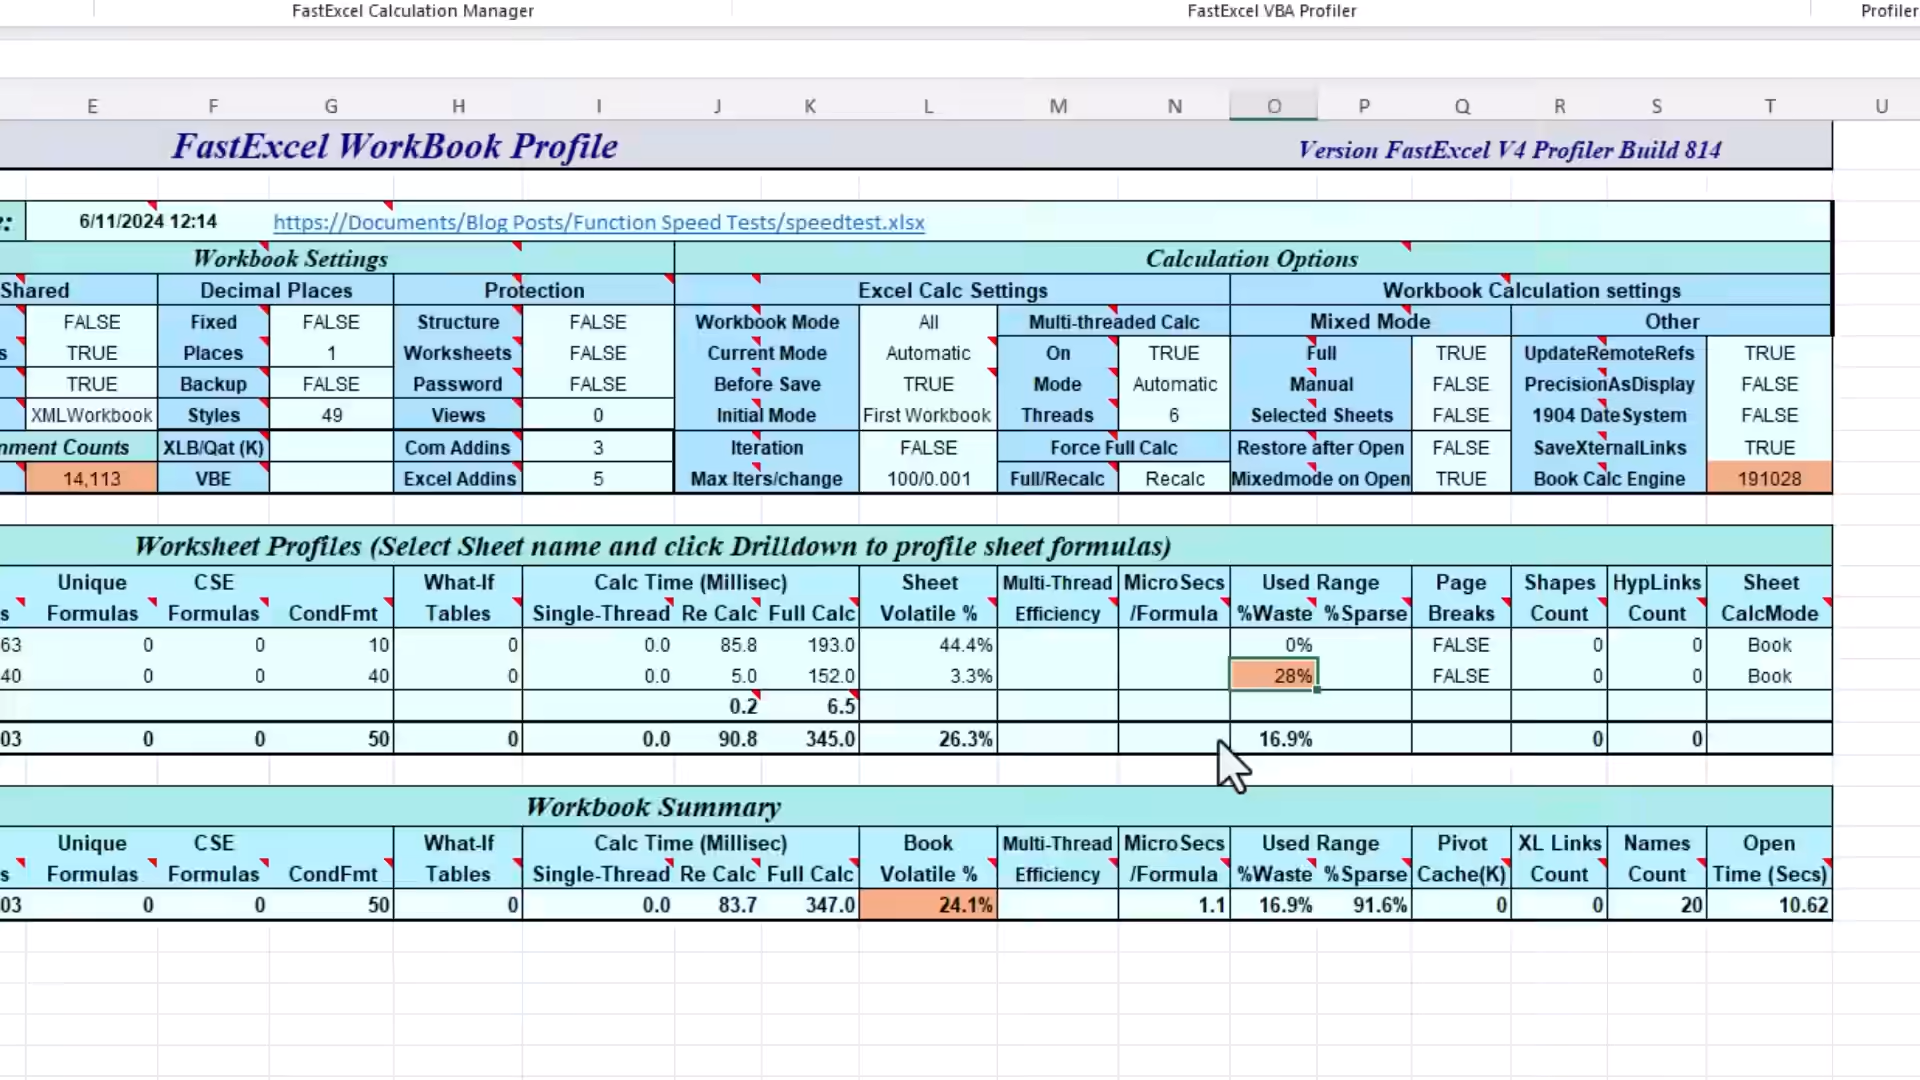 FastExcel Calculation Manager FastExcel VBA Profiler Profiler
E F G H I J K L M N O P Q R S T U
FastExcel WorkBook Profile Version FastExcel V4 Profiler Build 814
6/11/2024 12:14 https://Documents/Blog Posts/Function Speed Tests/speedtest.xlsx
Workbook Settings Calculation Options
Shared Decimal Places Protection Excel Calc Settings Workbook Calculation settings
FALSE Fixed FALSE Structure FALSE Workbook Mode All Multi-threaded Calc Mixed Mode Other
s TRUE Places 1 Worksheets FALSE Current Mode Automatic On TRUE Full TRUE UpdateRemoteRefs TRUE
TRUE Backup FALSE Password FALSE Before Save TRUE Mode Automatic Manual FALSE PrecisionAsDisplay FALSE
XMLWorkbook Styles 49 Views 0 Initial Mode First Workbook Threads 6 Selected Sheets FALSE 1904 DateSystem FALSE
nment Counts XLB/Qat (K) Com Addins 3 Iteration FALSE Force Full Calc Restore after Open FALSE SaveXternalLinks TRUE
14,113 VBE Excel Addins 5 Max Iters/change 100/0.001 Full/Recalc Recalc Mixedmode on Open TRUE Book Calc Engine 191028
Worksheet Profiles (Select Sheet name and click Drilldown to profile sheet formulas)
Unique CSE What-If Calc Time (Millisec) Sheet Multi-Thread MicroSecs Used Range Page Shapes HypLinks Sheet
s Formulas Formulas CondFmt Tables Single-Thread Re Calc Full Calc Volatile % Efficiency /Formula %Waste %Sparse Breaks Count Count CalcMode
63 0 0 10 0 0.0 85.8 193.0 44.4% 0% FALSE 0 0 Book
40 0 0 40 0 0.0 5.0 152.0 3.3% 28% FALSE 0 0 Book
0.2 6.5
03 0 0 50 0 0.0 90.8 345.0 26.3% 16.9% 0 0
Workbook Summary
Unique CSE What-If Calc Time (Millisec) Book Multi-Thread MicroSecs Used Range Pivot XL Links Names Open
s Formulas Formulas CondFmt Tables Single-Thread Re Calc Full Calc Volatile % Efficiency /Formula %Waste %Sparse Cache(K) Count Count Time (Secs)
03 0 0 50 0 0.0 83.7 347.0 24.1% 1.1 16.9% 91.6% 0 0 20 10.62